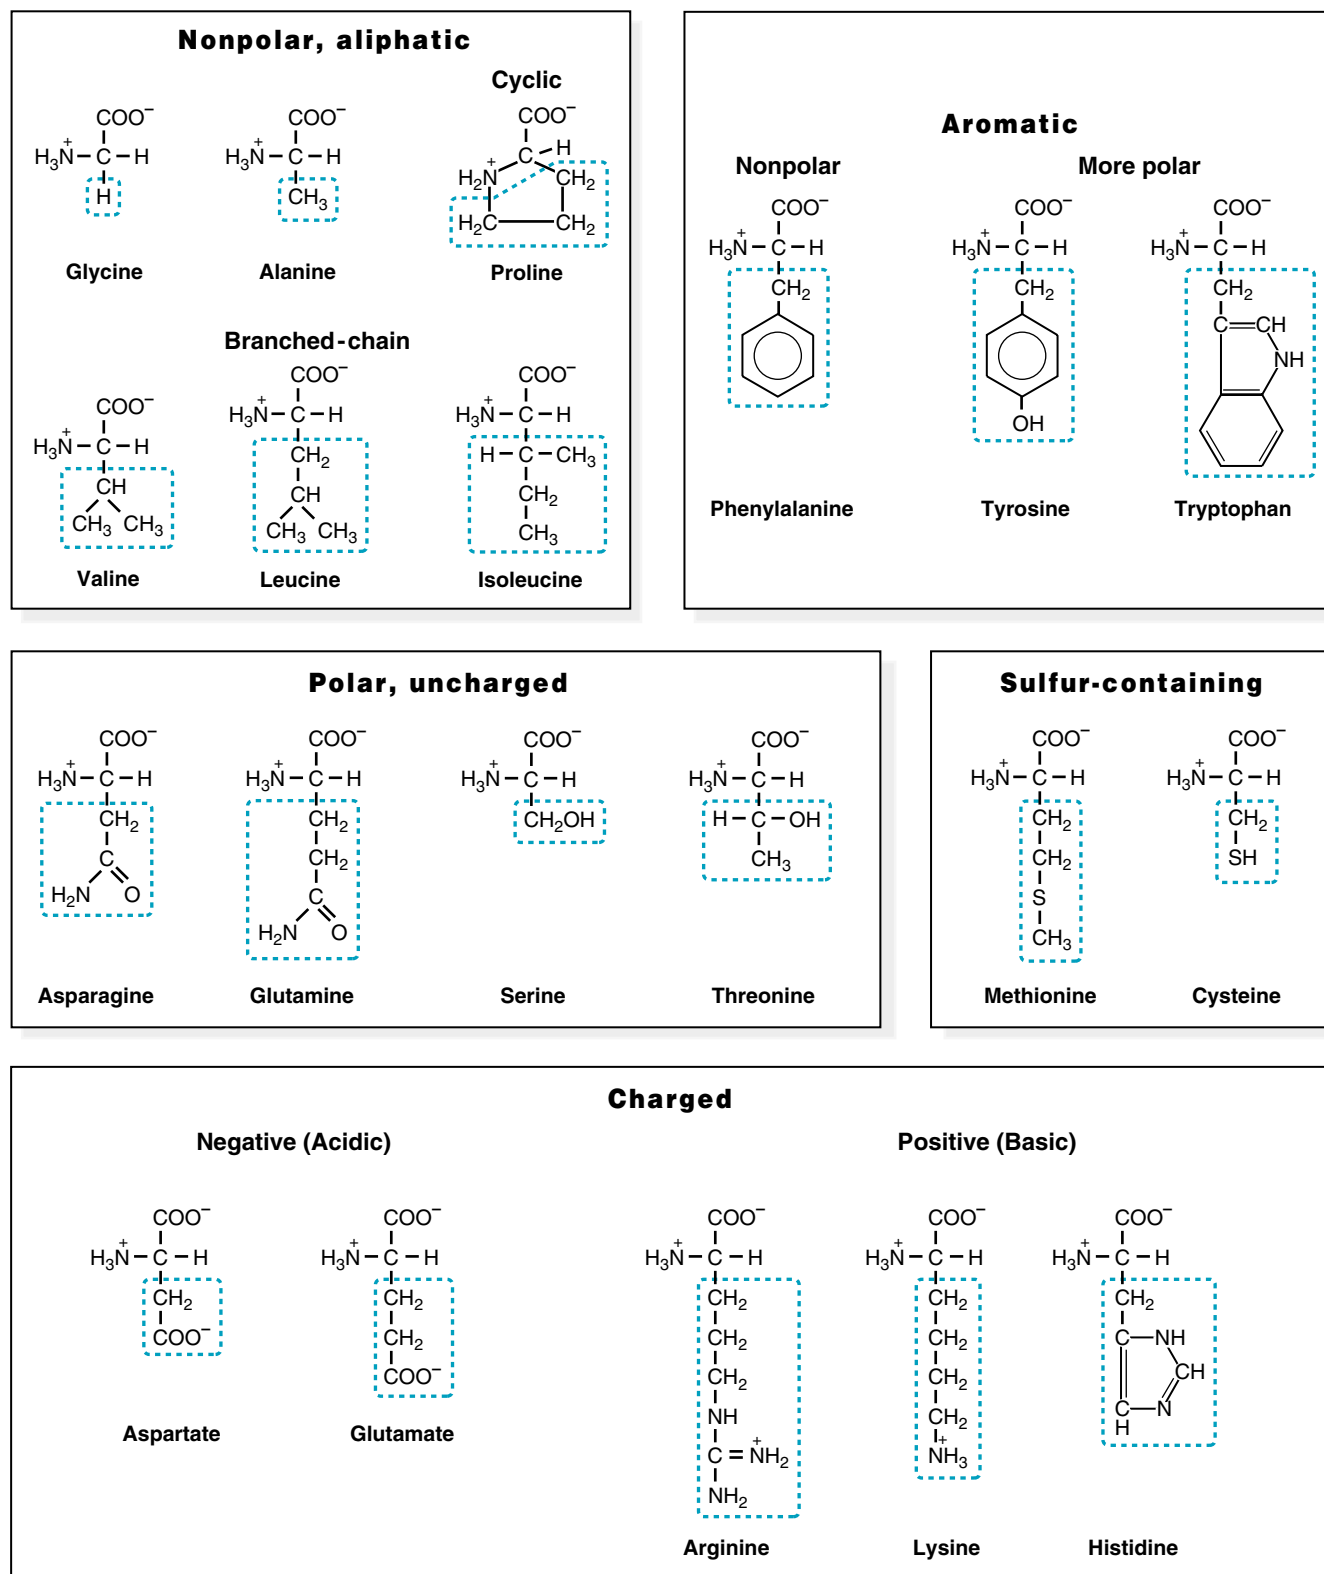 Nonpolar, aliphatic
Cyclic
COO⁻
H₃N⁺–C–H
H
Glycine
COO⁻
H₃N⁺–C–H
CH₃
Alanine
COO⁻
C–H
H₂N⁺
CH₂
H₂C
CH₂
Proline
Branched-chain
COO⁻
H₃N⁺–C–H
CH
CH₃ CH₃
Valine
COO⁻
H₃N⁺–C–H
CH₂
CH
CH₃ CH₃
Leucine
COO⁻
H₃N⁺–C–H
H–C–CH₃
CH₂
CH₃
Isoleucine
Aromatic
Nonpolar
More polar
COO⁻
H₃N⁺–C–H
CH₂
Phenylalanine
COO⁻
H₃N⁺–C–H
CH₂
OH
Tyrosine
COO⁻
H₃N⁺–C–H
CH₂
C=CH
NH
Tryptophan
Polar, uncharged
COO⁻
H₃N⁺–C–H
CH₂
C
H₂N O
Asparagine
COO⁻
H₃N⁺–C–H
CH₂
CH₂
C
H₂N O
Glutamine
COO⁻
H₃N⁺–C–H
CH₂OH
Serine
COO⁻
H₃N⁺–C–H
H–C–OH
CH₃
Threonine
Sulfur-containing
COO⁻
H₃N⁺–C–H
CH₂
CH₂
S
CH₃
Methionine
COO⁻
H₃N⁺–C–H
CH₂
SH
Cysteine
Charged
Negative (Acidic)
COO⁻
H₃N⁺–C–H
CH₂
COO⁻
Aspartate
COO⁻
H₃N⁺–C–H
CH₂
CH₂
COO⁻
Glutamate
Positive (Basic)
COO⁻
H₃N⁺–C–H
CH₂
CH₂
CH₂
NH
C=N⁺H₂
NH₂
Arginine
COO⁻
H₃N⁺–C–H
CH₂
CH₂
CH₂
CH₂
N⁺H₃
Lysine
COO⁻
H₃N⁺–C–H
CH₂
C–NH
CH
C–N
H
Histidine